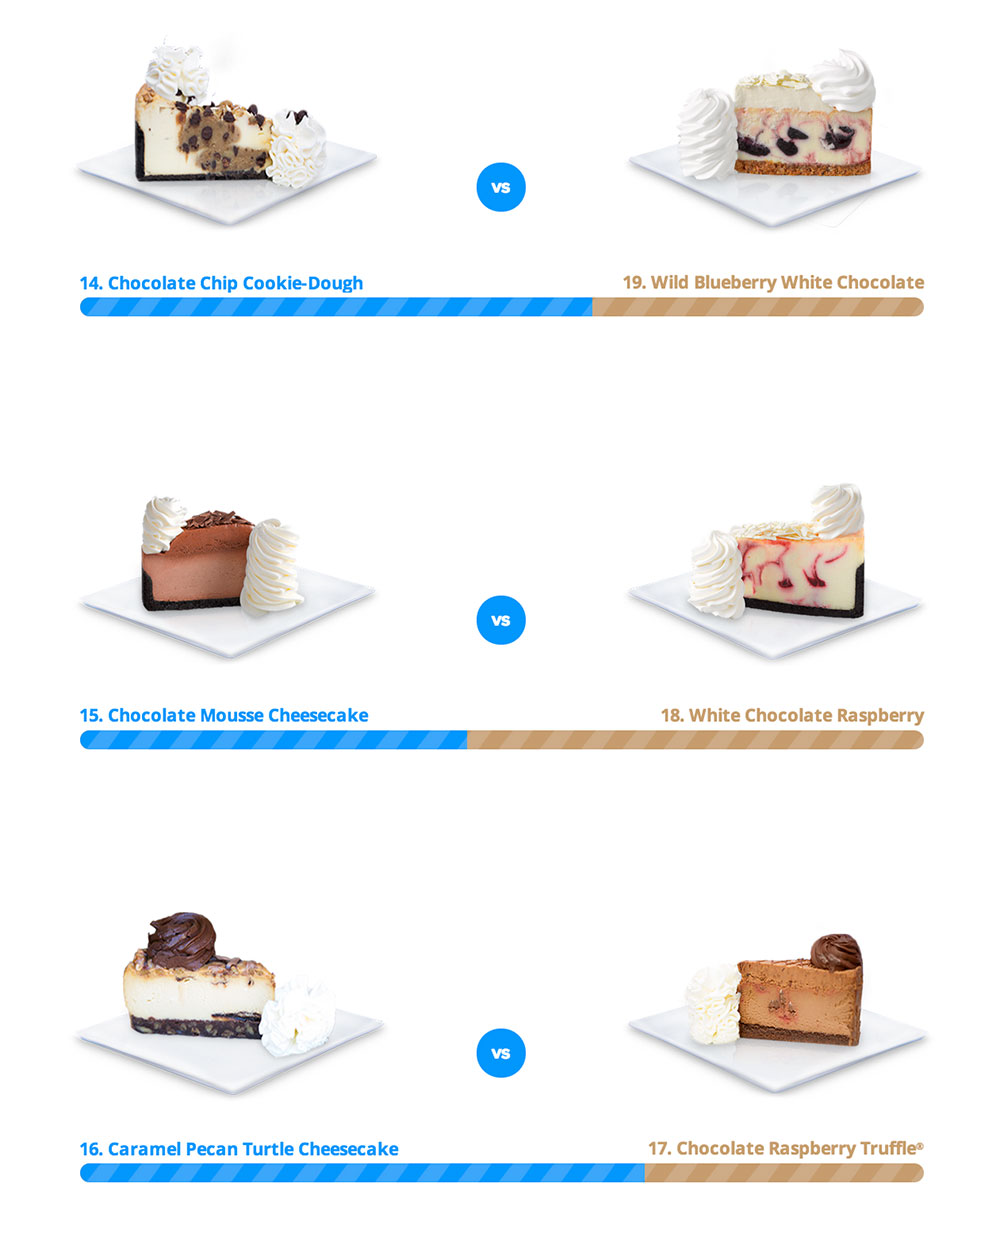 vs
14. Chocolate Chip Cookie-Dough
19. Wild Blueberry White Chocolate
vs
15. Chocolate Mousse Cheesecake
18. White Chocolate Raspberry
vs
16. Caramel Pecan Turtle Cheesecake
17. Chocolate Raspberry Truffle®